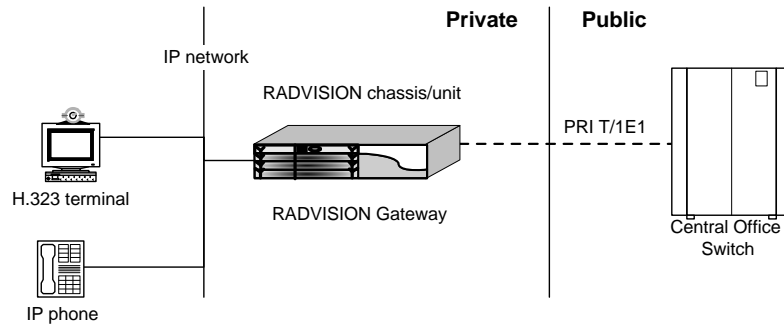 Private
Public
IP network
RADVISION chassis/unit
PRI T/1E1
H.323 terminal
RADVISION Gateway
Central Office
Switch
IP phone